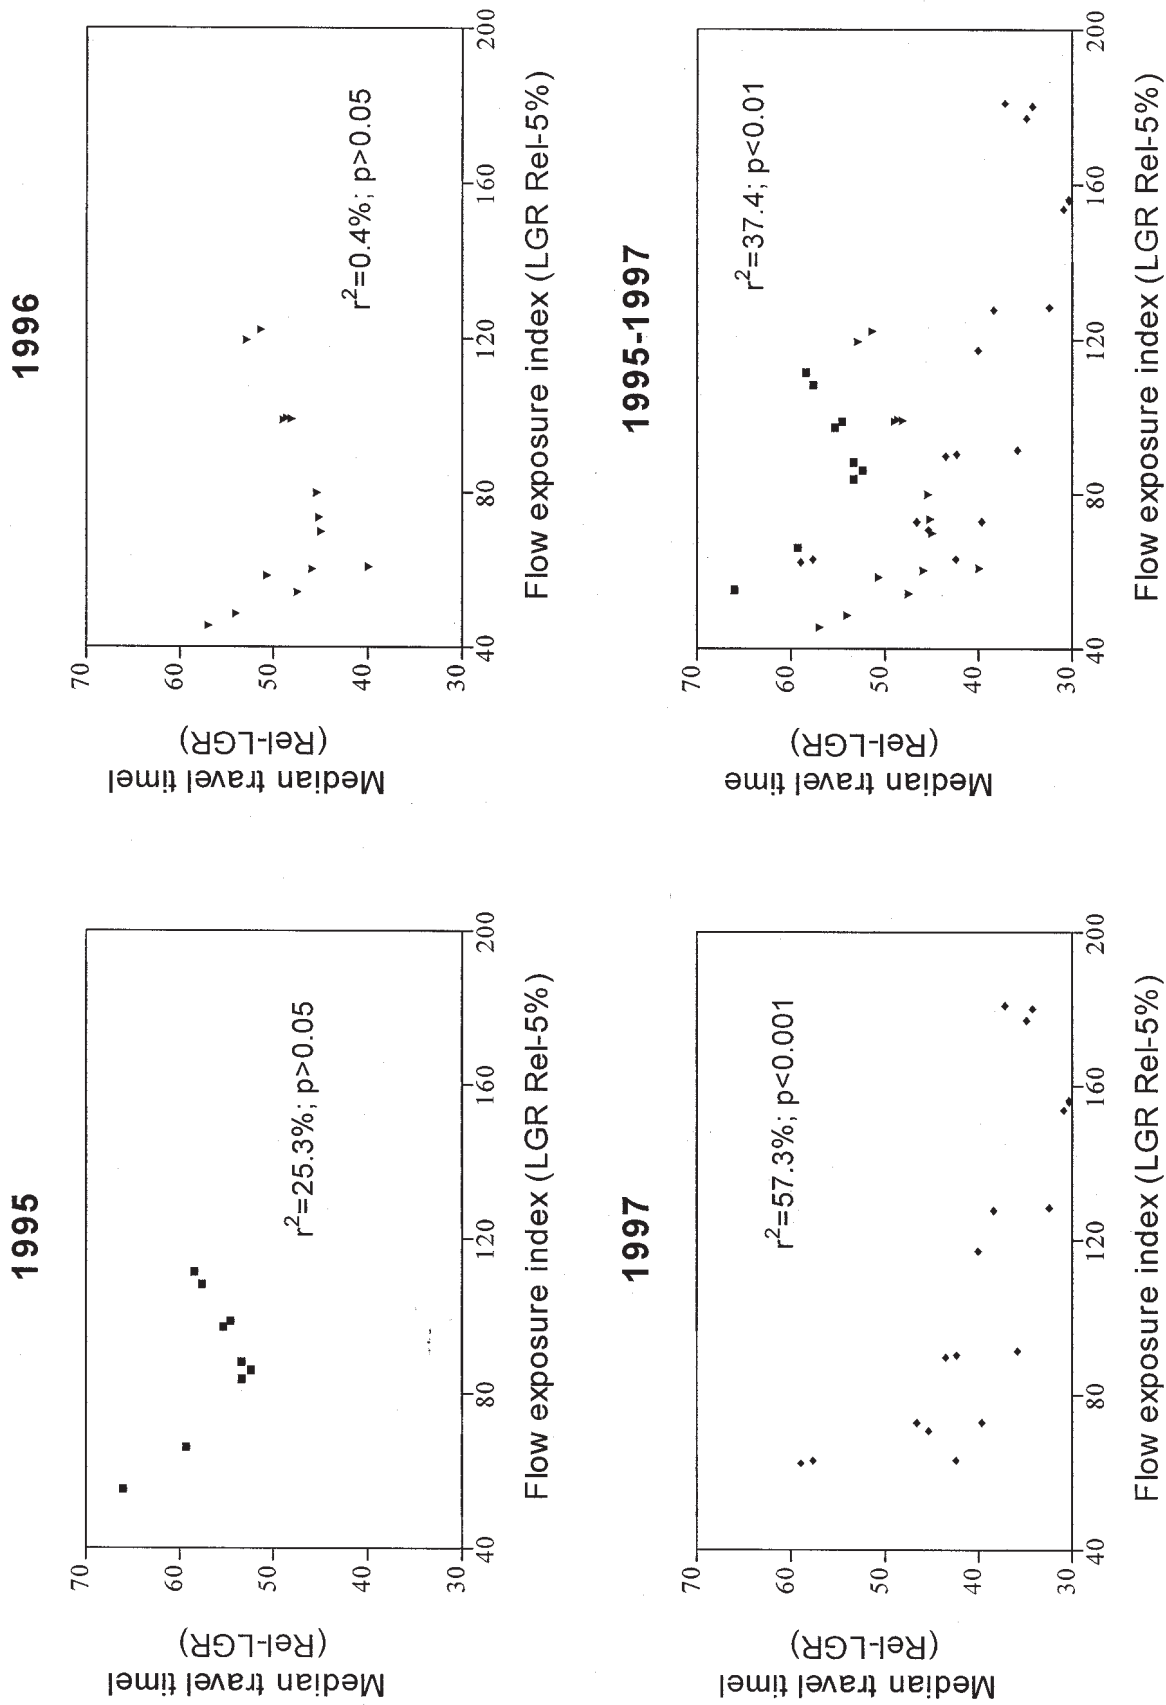 1995
Median travel timel
(Rel-LGR)
70
60
50
40
30
r²=25.3%; p>0.05
40
80
120
160
200
Flow exposure index (LGR Rel-5%)
1996
Median travel timel
(Rel-LGR)
70
60
50
40
30
r²=0.4%; p>0.05
40
80
120
160
200
Flow exposure index (LGR Rel-5%)
1997
Median travel timel
(Rel-LGR)
70
60
50
40
30
r²=57.3%; p<0.001
40
80
120
160
200
Flow exposure index (LGR Rel-5%)
1995-1997
Median travel time
(Rel-LGR)
70
60
50
40
30
r²=37.4; p<0.01
40
80
120
160
200
Flow exposure index (LGR Rel-5%)